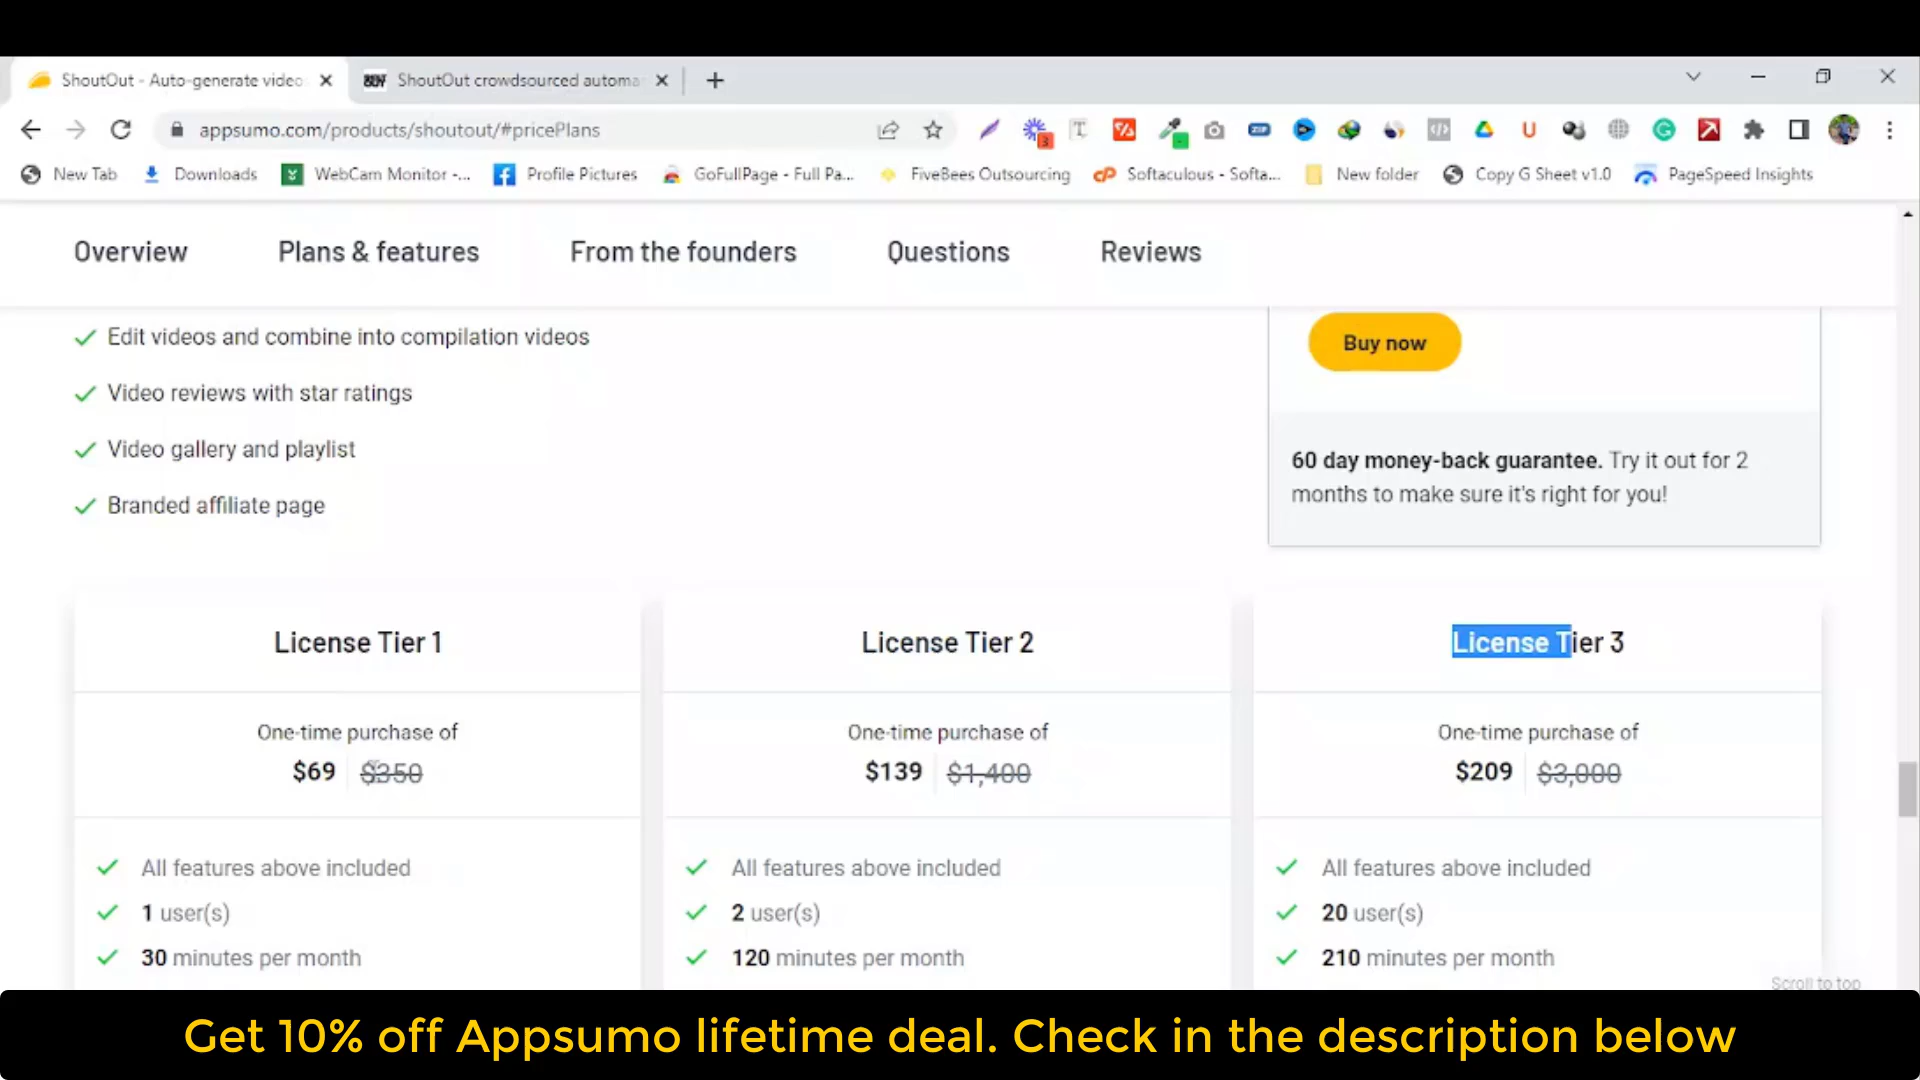 ShoutOut - Auto-generate video
ShoutOut crowdsourced automa
appsumo.com/products/shoutout/#pricePlans
3
New Tab
Downloads
WebCam Monitor -...
Profile Pictures
GoFullPage - Full Pa...
FiveBees Outsourcing
Softaculous - Softa...
New folder
Copy G Sheet v1.0
PageSpeed Insights
Overview
Plans & features
From the founders
Questions
Reviews
Edit videos and combine into compilation videos
Video reviews with star ratings
Video gallery and playlist
Branded affiliate page
Buy now
60 day money-back guarantee. Try it out for 2
months to make sure it's right for you!
License Tier 1
One-time purchase of
$69 $350
All features above included
1 user(s)
30 minutes per month
License Tier 2
One-time purchase of
$139 $1,400
All features above included
2 user(s)
120 minutes per month
License Tier 3
One-time purchase of
$209 $3,000
All features above included
20 user(s)
210 minutes per month
Scroll to top
Get 10% off Appsumo lifetime deal. Check in the description below